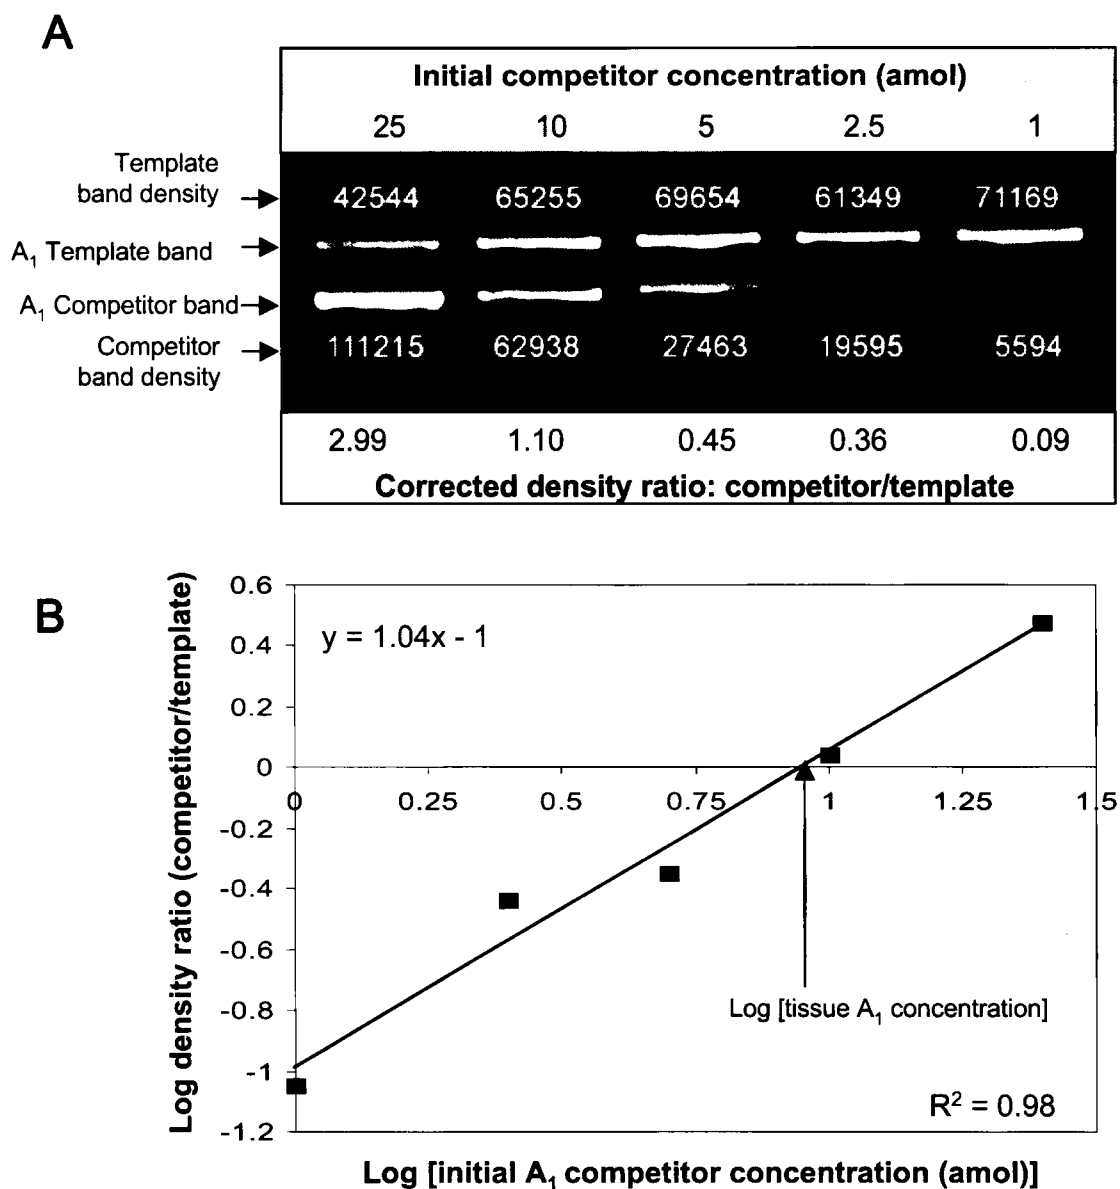 A
Initial competitor concentration (amol)
25 10 5 2.5 1
Template
band density
42544 65255 69654 61349 71169
A₁ Template band
A₁ Competitor band
Competitor
band density
111215 62938 27463 19595 5594
2.99 1.10 0.45 0.36 0.09
Corrected density ratio: competitor/template
B
Log density ratio (competitor/template)
0.6
0.4
0.2
0
-0.2
-0.4
-0.6
-0.8
-1
-1.2
y = 1.04x - 1
0 0.25 0.5 0.75 1 1.25 1.5
Log [tissue A₁ concentration]
R² = 0.98
Log [initial A₁ competitor concentration (amol)]